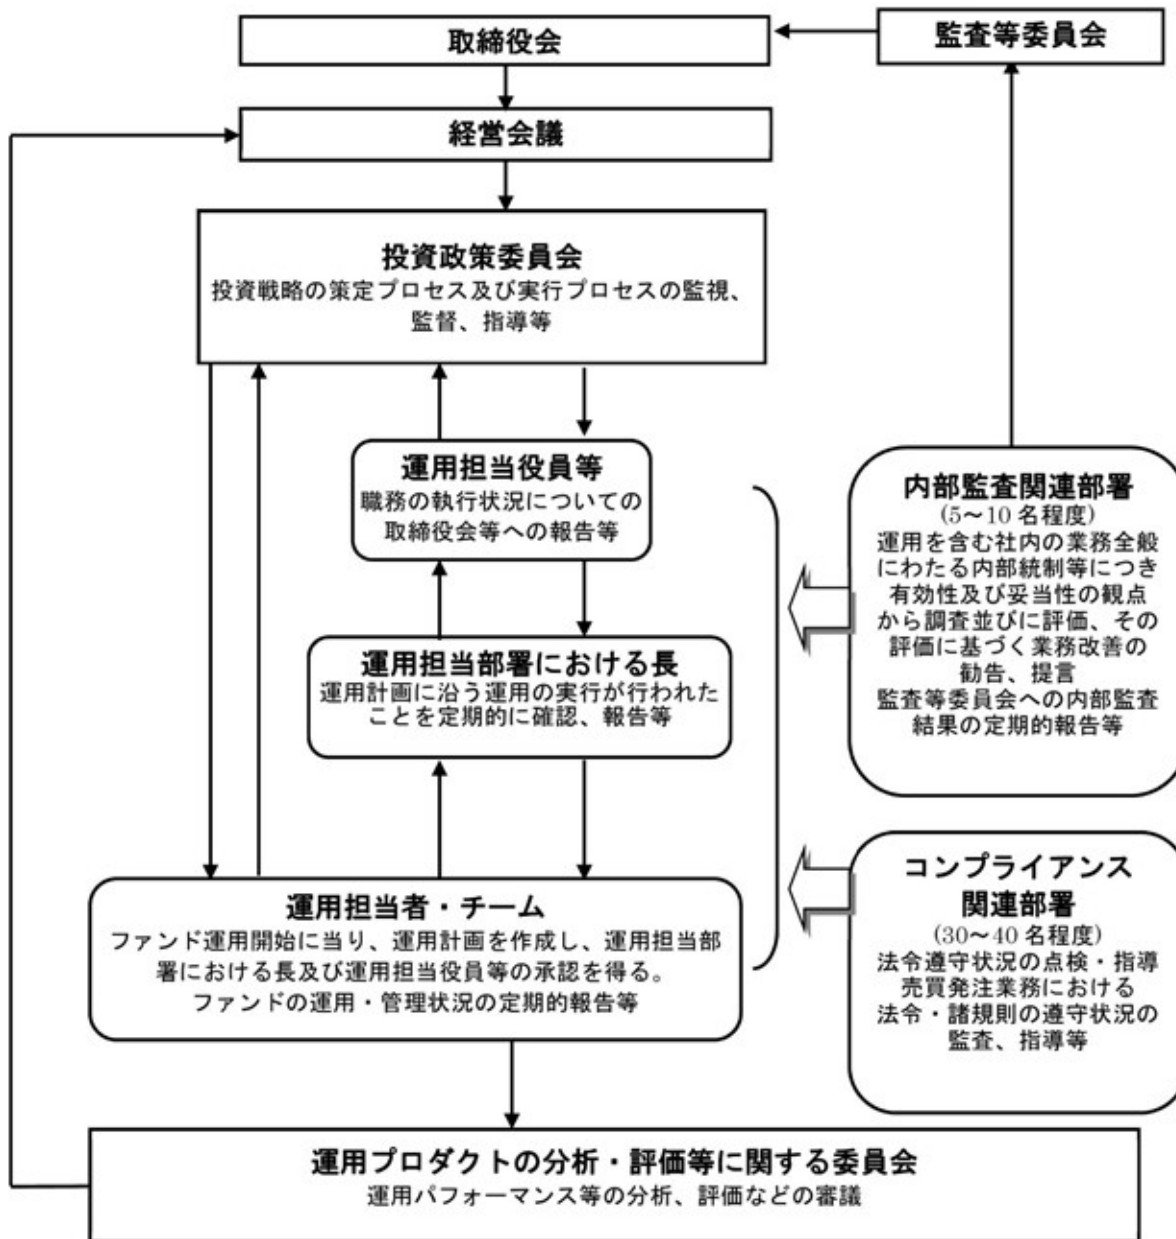 取締役会
監査等委員会
経営会議
投資政策委員会
投資戦略の策定プロセス及び実行プロセスの監視、
監督、指導等
運用担当役員等
職務の執行状況についての
取締役会等への報告等
運用担当部署における長
運用計画に沿う運用の実行が行われた
ことを定期的に確認、報告等
運用担当者・チーム
ファンド運用開始に当り、運用計画を作成し、運用担当部
署における長及び運用担当役員等の承認を得る。
ファンドの運用・管理状況の定期的報告等
内部監査関連部署
(5～10 名程度)
運用を含む社内の業務全般
にわたる内部統制等につき
有効性及び妥当性の観点
から調査並びに評価、その
評価に基づく業務改善の
勧告、提言
監査等委員会への内部監査
結果の定期的報告等
コンプライアンス
関連部署
(30～40 名程度)
法令遵守状況の点検・指導
売買発注業務における
法令・諸規則の遵守状況の
監査、指導等
運用プロダクトの分析・評価等に関する委員会
運用パフォーマンス等の分析、評価などの審議